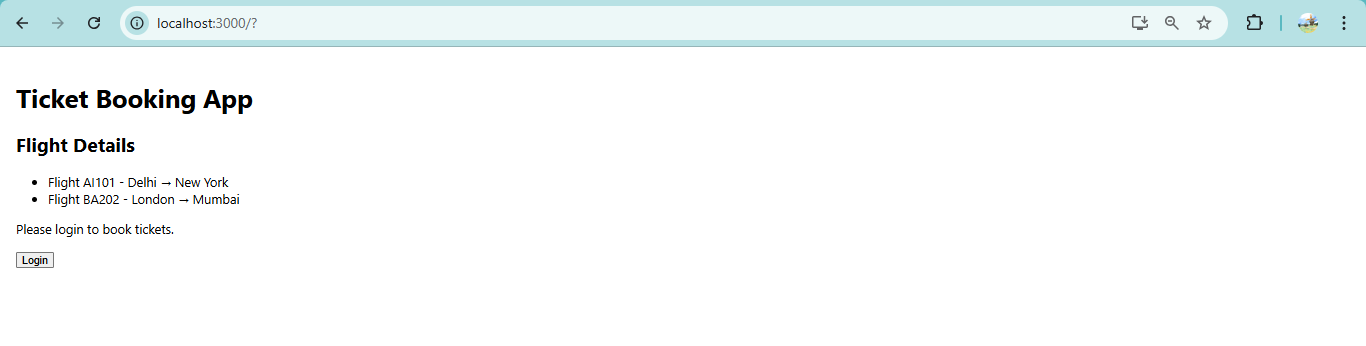 localhost:3000/?
Ticket Booking App
Flight Details
Flight AI101 - Delhi → New York
Flight BA202 - London → Mumbai
Please login to book tickets.
Login